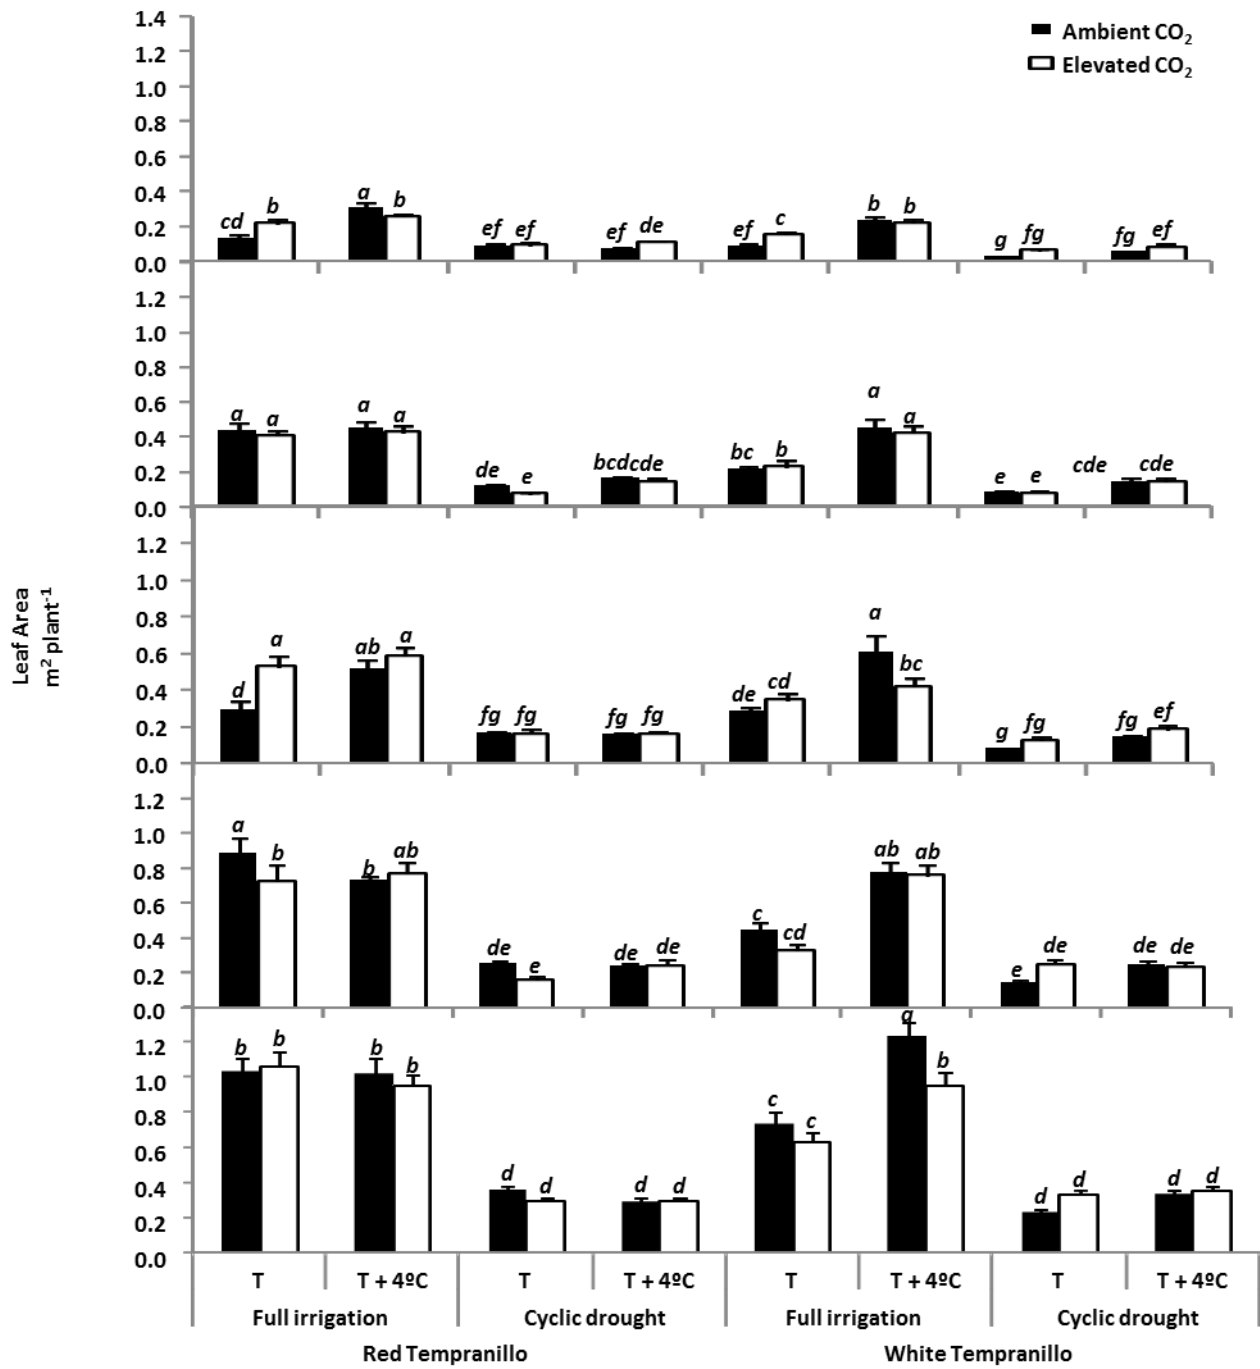 1.4
Ambient CO₂
1.2
Elevated CO₂
1.0
0.8
0.6
0.4
a b b b
cd ef ef ef de ef c g fg fg ef
0.2
0.0
1.2
1.0
0.8
0.6
a
a a a a a
0.4
de e bcdcde bc b e e cde cde
0.2
0.0
1.2
1.0
0.8
a
a ab a bc
0.6
d de cd
0.4
fg fg fg fg g fg fg ef
0.2
0.0
Leaf Area
m² plant⁻¹
1.2
a
1.0
b b ab ab ab
0.8
0.6
c cd
0.4
de e de de e de de de
0.2
0.0
a
1.2
b b b b b
1.0
c c
0.8
0.6
0.4
d d d d d d d d
0.2
0.0
T T + 4ºC T T + 4ºC T T + 4ºC T T + 4ºC
Full irrigation Cyclic drought Full irrigation Cyclic drought
Red Tempranillo White Tempranillo